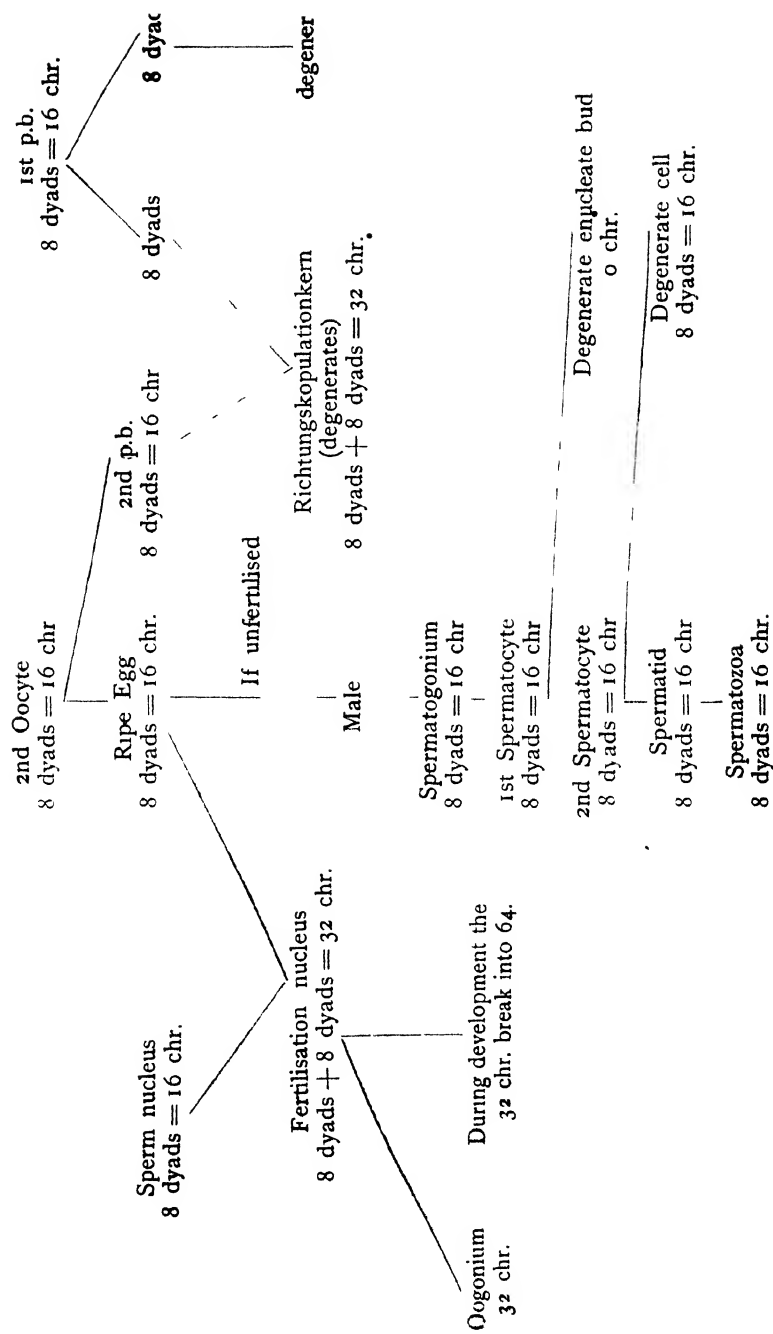 2nd Oocyte
8 dyads = 16 chr
1st p.b.
8 dyads = 16 chr.
Sperm nucleus
8 dyads = 16 chr.
Ripe Egg
8 dyads = 16 chr.
2nd p.b.
8 dyads = 16 chr
8 dyads
8 dyad
If unfertilised
Fertilisation nucleus
8 dyads + 8 dyads = 32 chr.
Richtungskopulationkern
(degenerates)
8 dyads + 8 dyads = 32 chr.
degener
Male
Oogonium
32 chr.
During development the
32 chr. break into 64.
Spermatogonium
8 dyads = 16 chr
1st Spermatocyte
8 dyads = 16 chr
Degenerate enucleate bud
0 chr.
2nd Spermatocyte
8 dyads = 16 chr
Spermatid
8 dyads = 16 chr
Degenerate cell
8 dyads = 16 chr.
Spermatozoa
8 dyads = 16 chr.